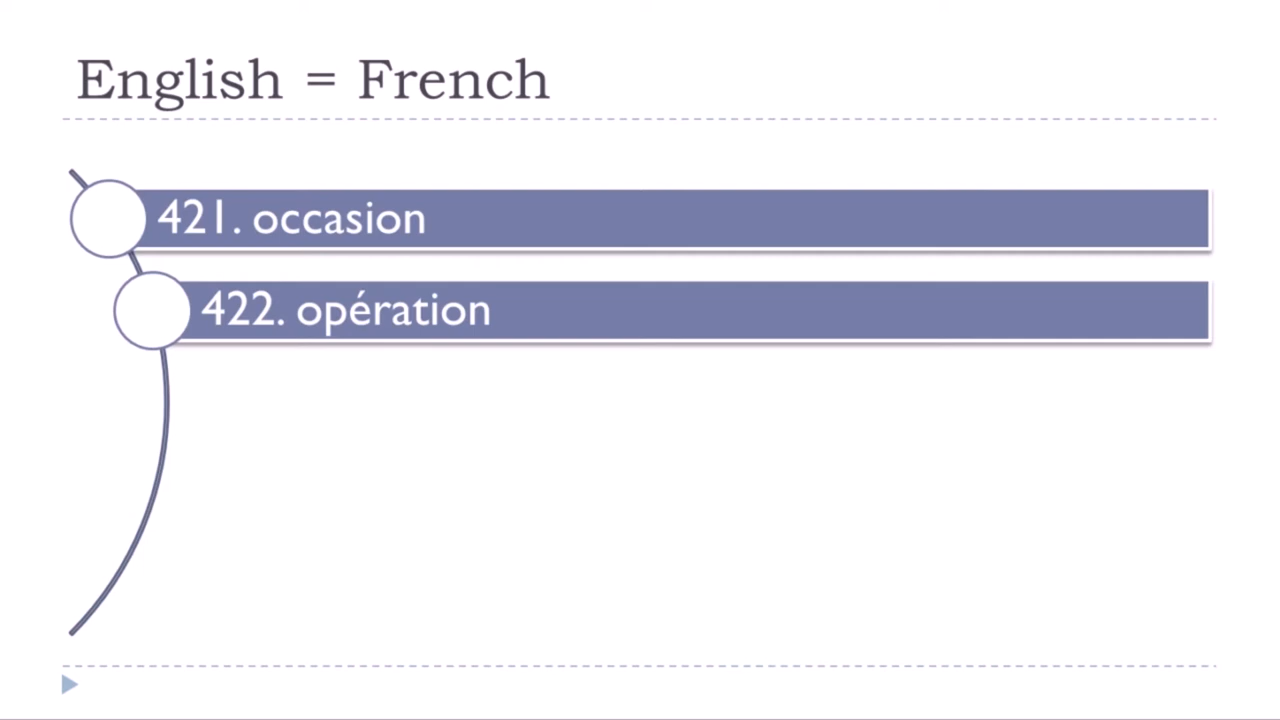 English = French
421. occasion
422. opération